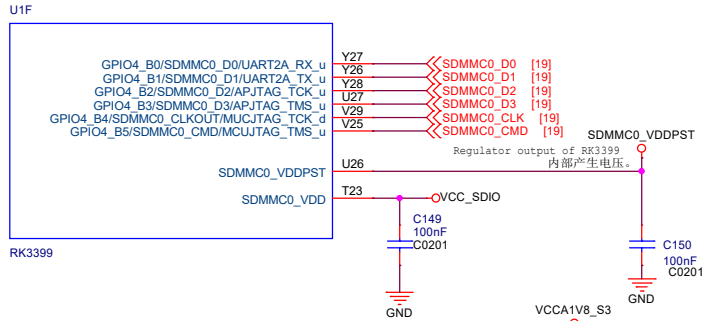 U1F
GPIO4_B0/SDMMC0_D0/UART2A_RX_u Y27 SDMMC0_D0 [19]
GPIO4_B1/SDMMC0_D1/UART2A_TX_u Y26 SDMMC0_D1 [19]
GPIO4_B2/SDMMC0_D2/APJTAG_TCK_u Y28 SDMMC0_D2 [19]
GPIO4_B3/SDMMC0_D3/APJTAG_TMS_u U27 SDMMC0_D3 [19]
GPIO4_B4/SDMMC0_CLKOUT/MUCJTAG_TCK_d V29 SDMMC0_CLK [19]
GPIO4_B5/SDMMC0_CMD/MCUJTAG_TMS_u V25 SDMMC0_CMD [19]
SDMMC0_VDDPST
Regulator output of RK3399
内部产生电压。
SDMMC0_VDDPST U26
SDMMC0_VDD T23 VCC_SDIO
C149
100nF
C0201
GND
C150
100nF
C0201
GND
RK3399
VCCA1V8_S3